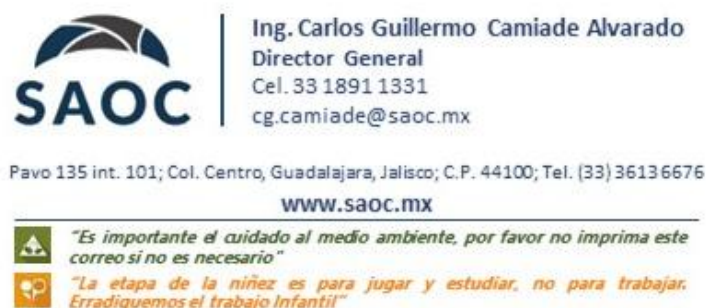 SAOC
Ing. Carlos Guillermo Camiade Alvarado
Director General
Cel. 33 1891 1331
cg.camiade@saoc.mx
Pavo 135 int. 101; Col. Centro, Guadalajara, Jalisco; C.P. 44100; Tel. (33) 36136676
www.saoc.mx
"Es importante el cuidado al medio ambiente, por favor no imprima este
correo si no es necesario"
"La etapa de la niñez es para jugar y estudiar, no para trabajar.
Erradiquemos el trabajo Infantil"